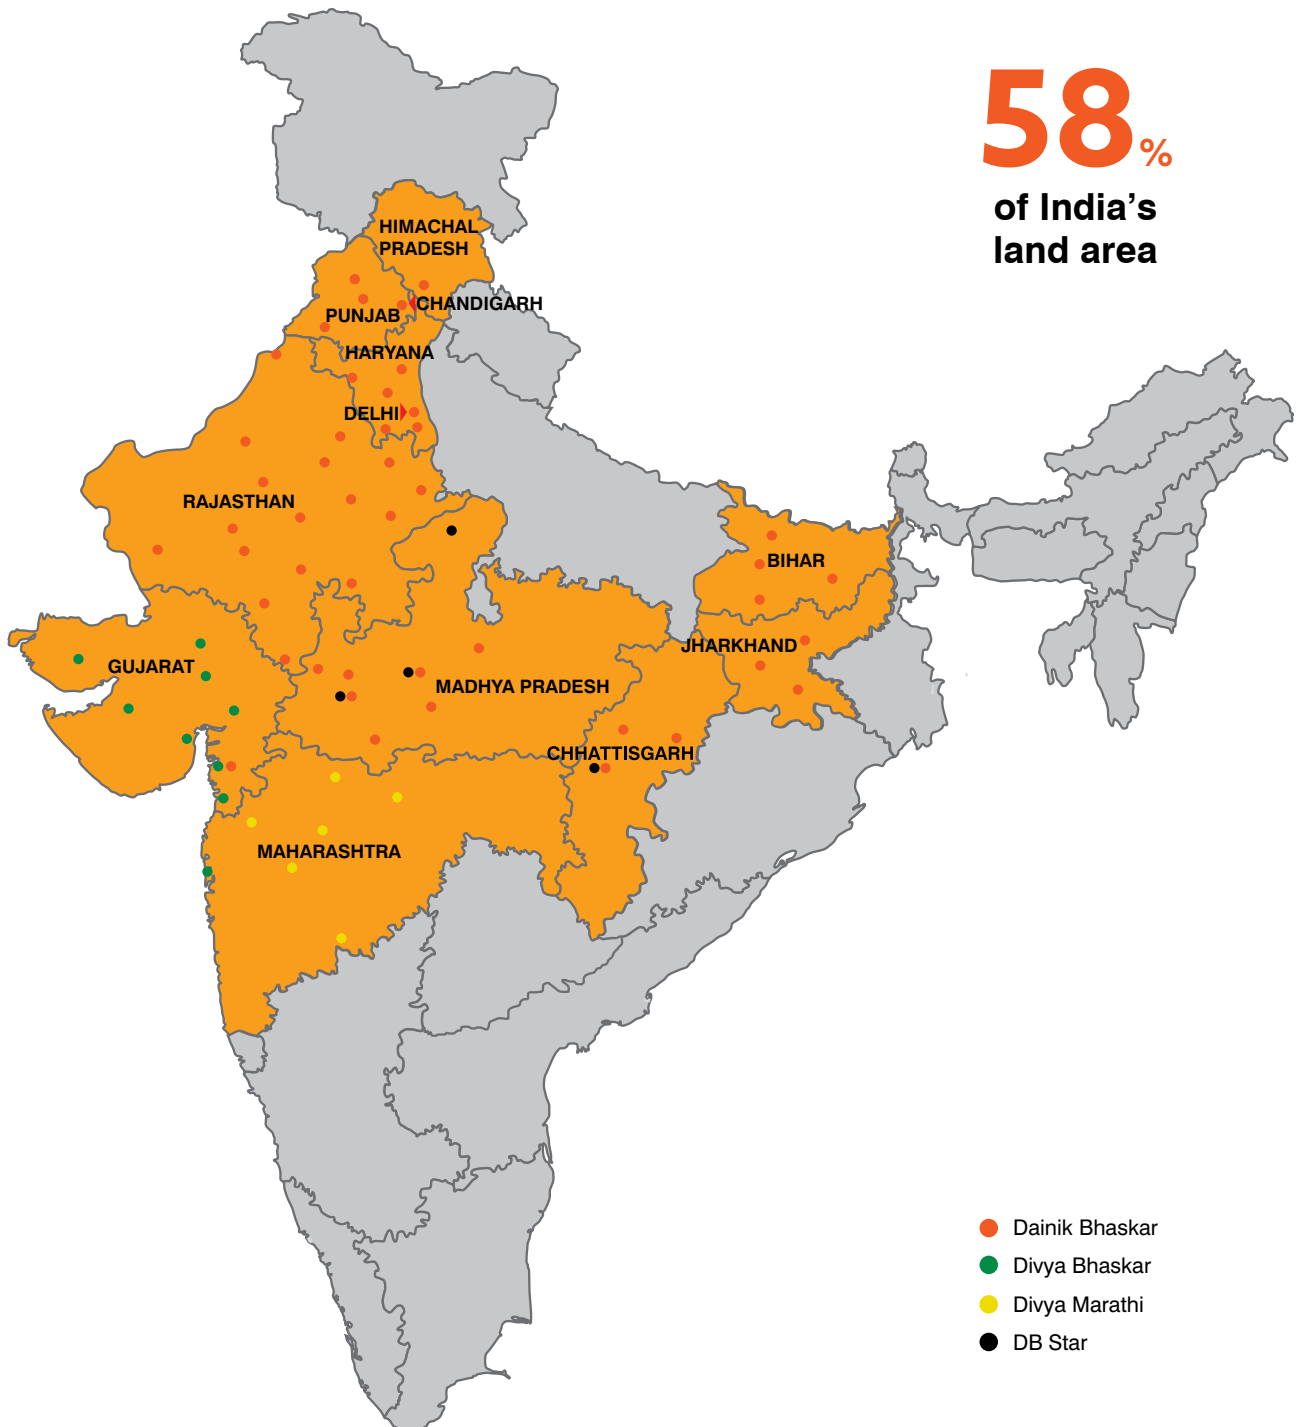 58%
of India’s
land area
HIMACHAL
PRADESH
CHANDIGARH
PUNJAB
HARYANA
DELHI
RAJASTHAN
BIHAR
JHARKHAND
GUJARAT
MADHYA PRADESH
CHHATTISGARH
MAHARASHTRA
Dainik Bhaskar
Divya Bhaskar
Divya Marathi
DB Star